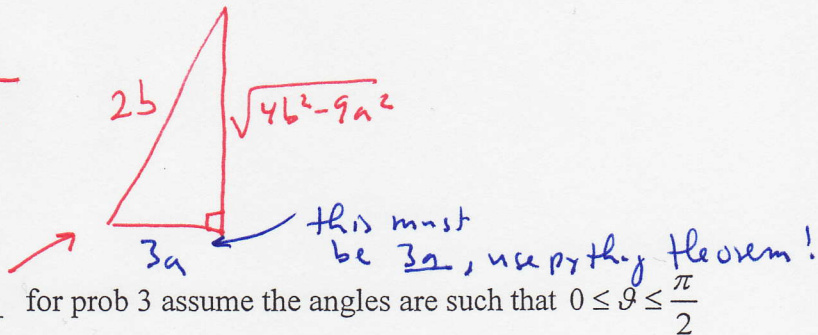 2b
√4b²-9a²
this must
3a
be 3a, use pythag theorem!
for prob 3 assume the angles are such that 0 ≤ ϑ ≤ π/2